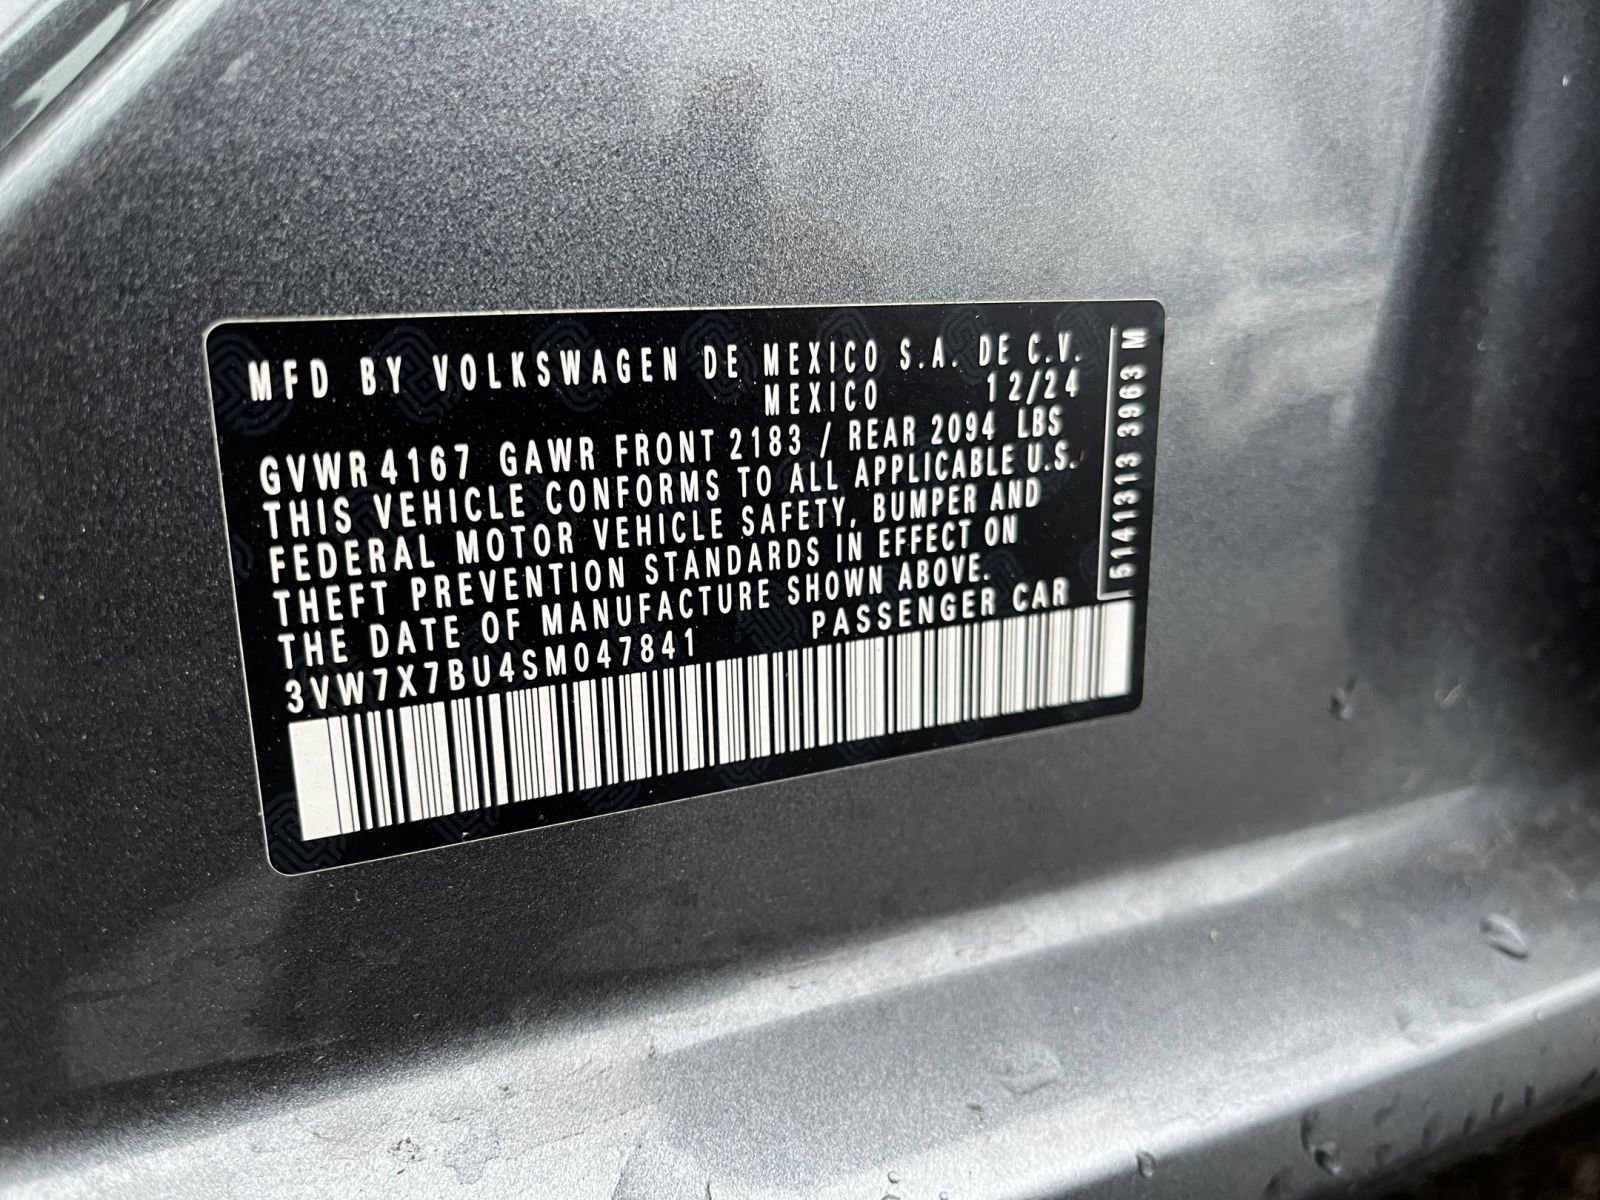 MFD BY VOLKSWAGEN DE MEXICO S.A. DE C.V.
MEXICO 12/24
GVWR 4167 GAWR FRONT 2183 / REAR 2094 LBS
THIS VEHICLE CONFORMS TO ALL APPLICABLE U.S.
FEDERAL MOTOR VEHICLE SAFETY, BUMPER AND
THEFT PREVENTION STANDARDS IN EFFECT ON
THE DATE OF MANUFACTURE SHOWN ABOVE.
3VW7X7BU4SM047841 PASSENGER CAR
5141313 3963 M